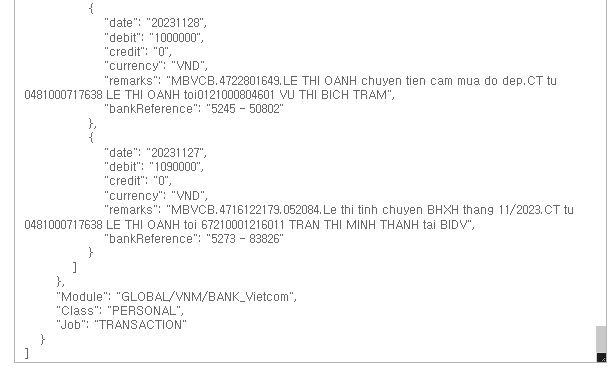 {
"date": "20231128",
"debit": "1000000",
"credit": "0",
"currency": "VND",
"remarks": "MBVCB.4722801649.LE THI OANH chuyen tien cam mua do dep.CT tu
0481000717638 LE THI OANH toi0121000804601 VU THI BICH TRAM",
"bankReference": "5245 - 50802"
},
{
"date": "20231127",
"debit": "1090000",
"credit": "0",
"currency": "VND",
"remarks": "MBVCB.4716122179.052084.Le thi tinh chuyen BHXH thang 11/2023.CT tu
0481000717638 LE THI OANH toi 67210001216011 TRAN THI MINH THANH tai BIDV",
"bankReference": "5273 - 83826"
}
]
},
"Module": "GLOBAL/VNM/BANK_Vietcom",
"Class": "PERSONAL",
"Job": "TRANSACTION"
}
]